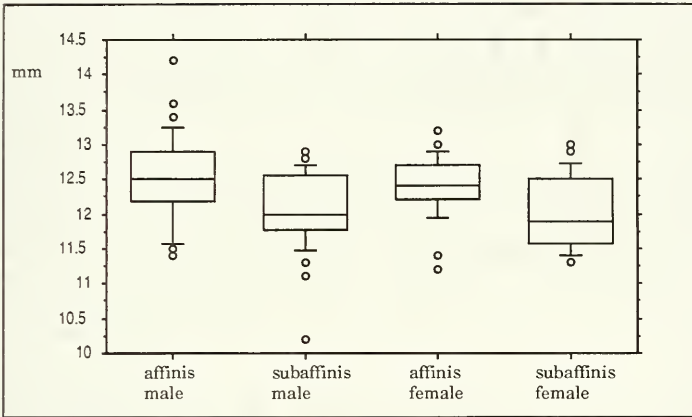 14.5
mm
14
13.5
13
12.5
12
11.5
11
10.5
10
affinis male
subaffinis male
affinis female
subaffinis female